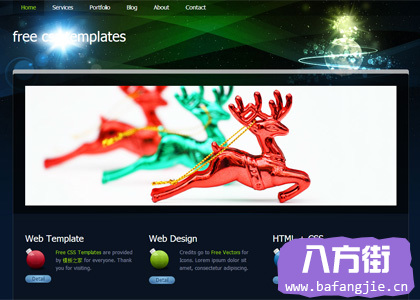 Home Services Portfolio Blog About Contact
free css templates
Web Template
Free CSS Templates are provided
by 模板之家 for everyone. Thank
you for visiting.
Detail
Web Design
Credits go to Free Vectors for
Icons. Lorem ipsum dolor sit
amet, consectetur adipiscing.
Detail
HTML + CSS
八方街
www.bafangjie.cn